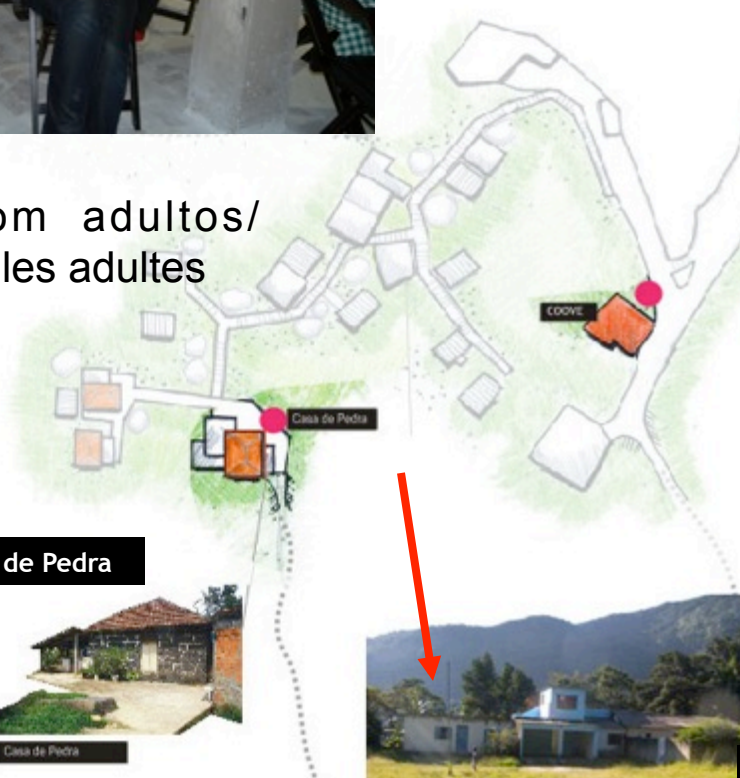 om adultos/
les adultes
COOVE
Casa de Pedra
de Pedra
Casa de Pedra